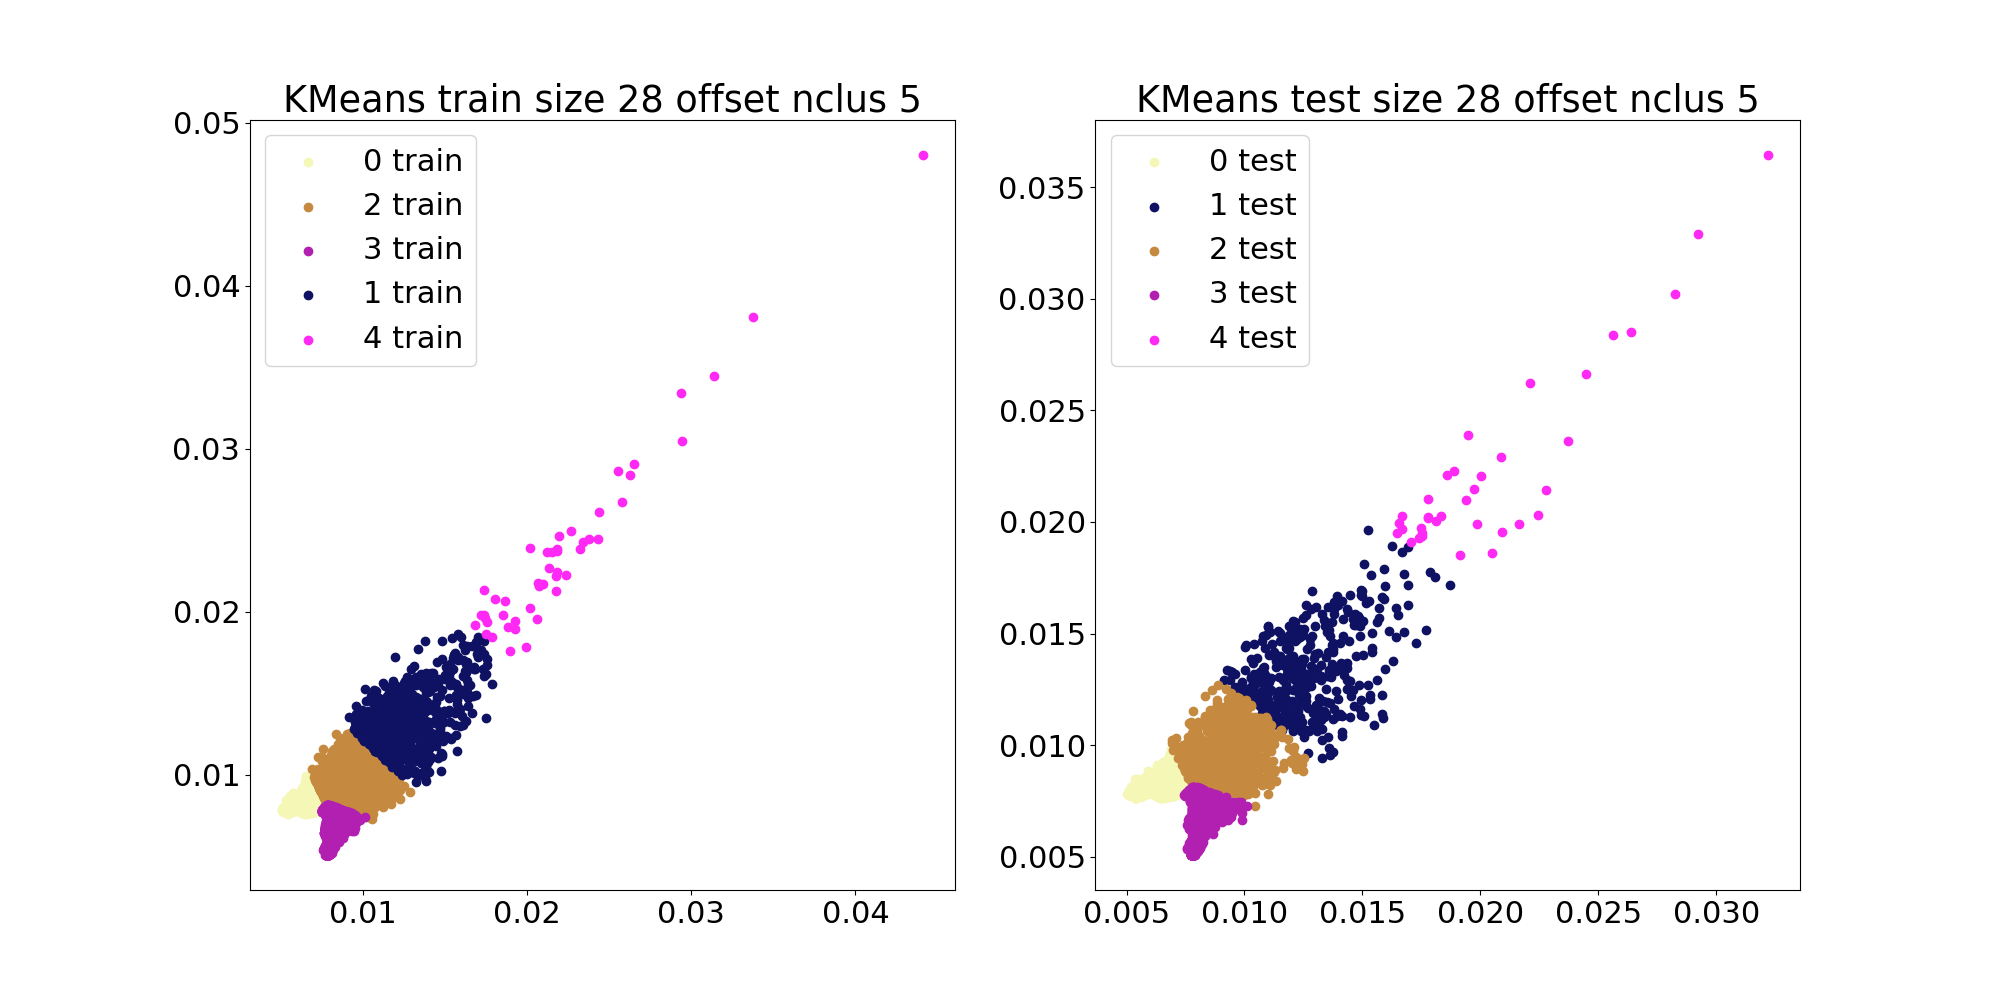 KMeans train size 28 offset nclus 5
0.05
0.04
0.03
0.02
0.01
0 train
2 train
3 train
1 train
4 train
0.01 0.02 0.03 0.04
KMeans test size 28 offset nclus 5
0.035
0.030
0.025
0.020
0.015
0.010
0.005
0 test
1 test
2 test
3 test
4 test
0.005 0.010 0.015 0.020 0.025 0.030